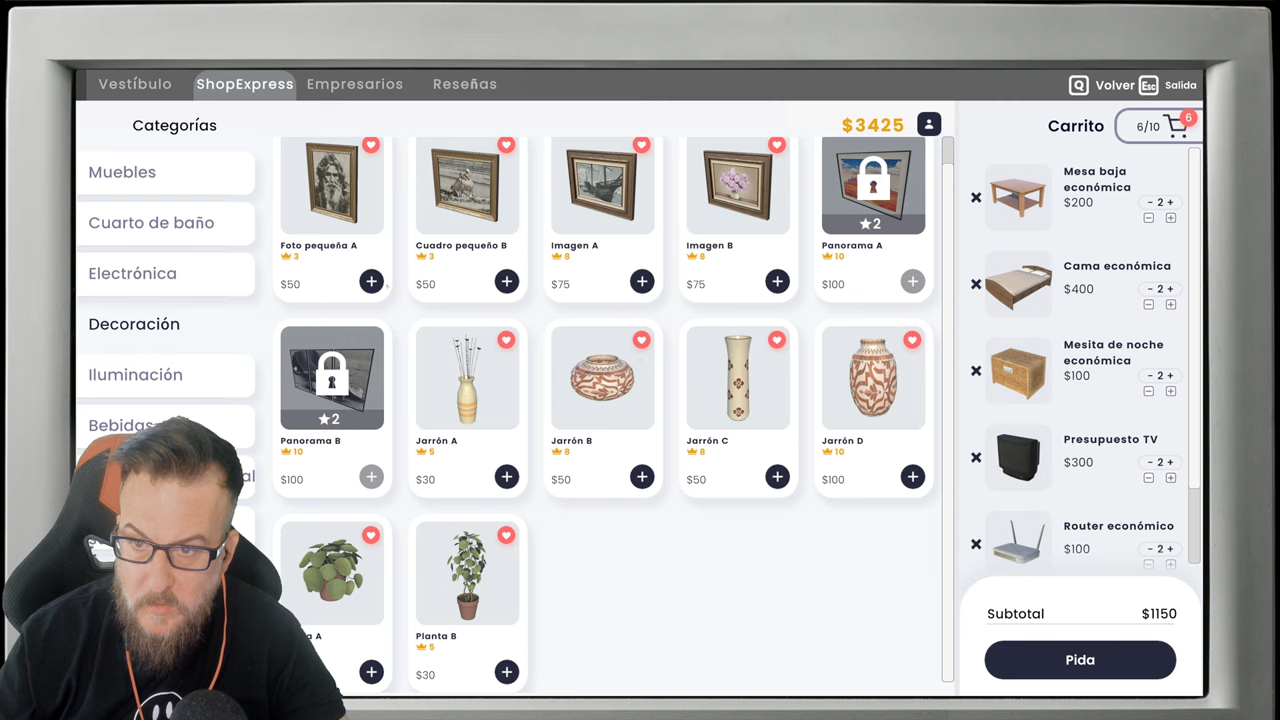 Vestíbulo
ShopExpress
Empresarios
Reseñas
Q Volver Esc Salida
Categorías
$3425
Carrito
6/10
6
Muebles
Cuarto de baño
Electrónica
Decoración
Iluminación
Bebidas
al
Foto pequeña A
3
$50
Cuadro pequeño B
3
$50
Imagen A
8
$75
Imagen B
8
$75
★2
Panorama A
10
$100
★2
Panorama B
10
$100
Jarrón A
5
$30
Jarrón B
8
$50
Jarrón C
8
$50
Jarrón D
10
$100
a A
Planta B
5
$30
Mesa baja
económica
$200
- 2 +
Cama económica
$400
- 2 +
Mesita de noche
económica
$100
- 2 +
Presupuesto TV
$300
- 2 +
Router económico
$100
- 2 +
Subtotal
$1150
Pida